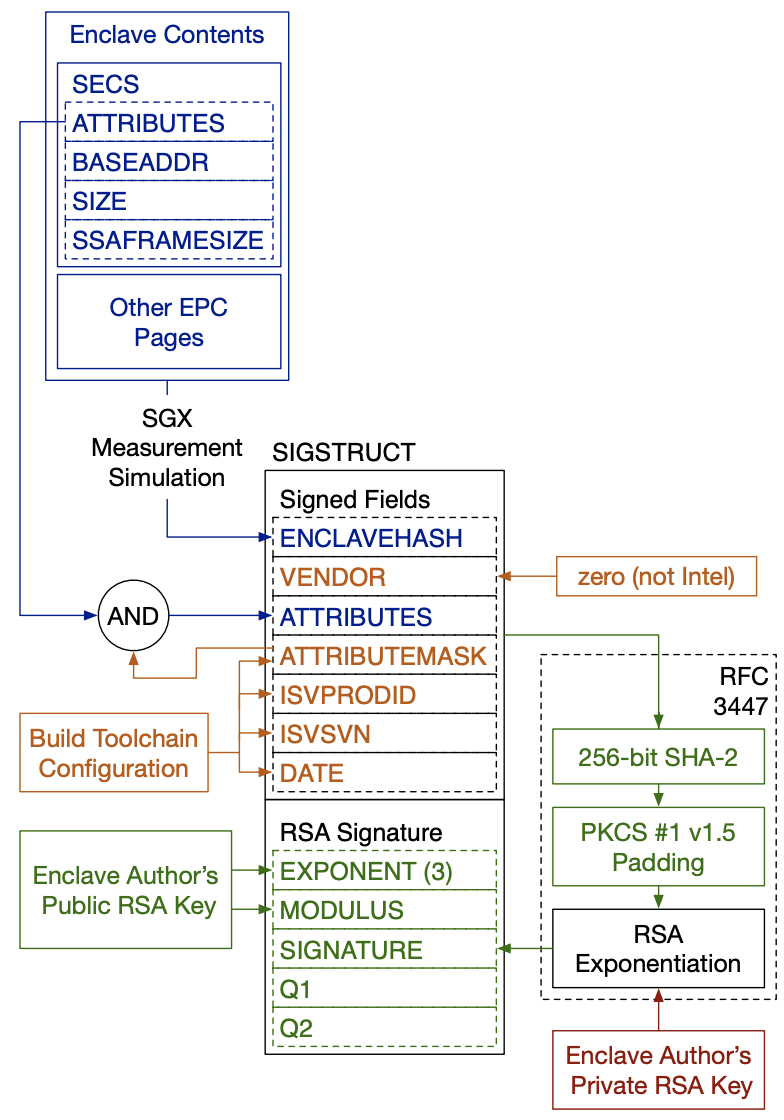 Enclave Contents
SECS
ATTRIBUTES
BASEADDR
SIZE
SSAFRAMESIZE
Other EPC
Pages
SGX
Measurement
Simulation
SIGSTRUCT
Signed Fields
ENCLAVEHASH
VENDOR
zero (not Intel)
AND
ATTRIBUTES
ATTRIBUTEMASK
ISVPRODID
ISVSVN
DATE
Build Toolchain
Configuration
RFC
3447
256-bit SHA-2
PKCS #1 v1.5
Padding
RSA
Exponentiation
RSA Signature
EXPONENT (3)
MODULUS
SIGNATURE
Q1
Q2
Enclave Author's
Public RSA Key
Enclave Author's
Private RSA Key